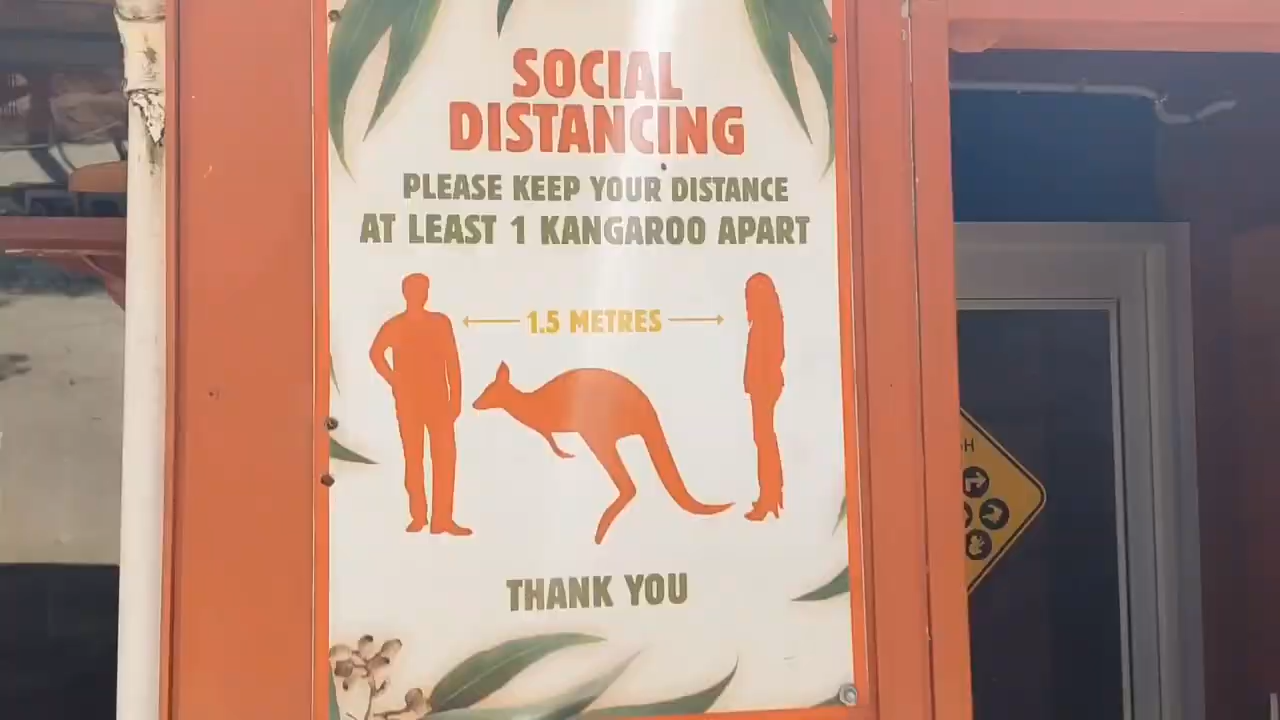 SOCIAL
DISTANCING
PLEASE KEEP YOUR DISTANCE
AT LEAST 1 KANGAROO APART
1.5 METRES
THANK YOU